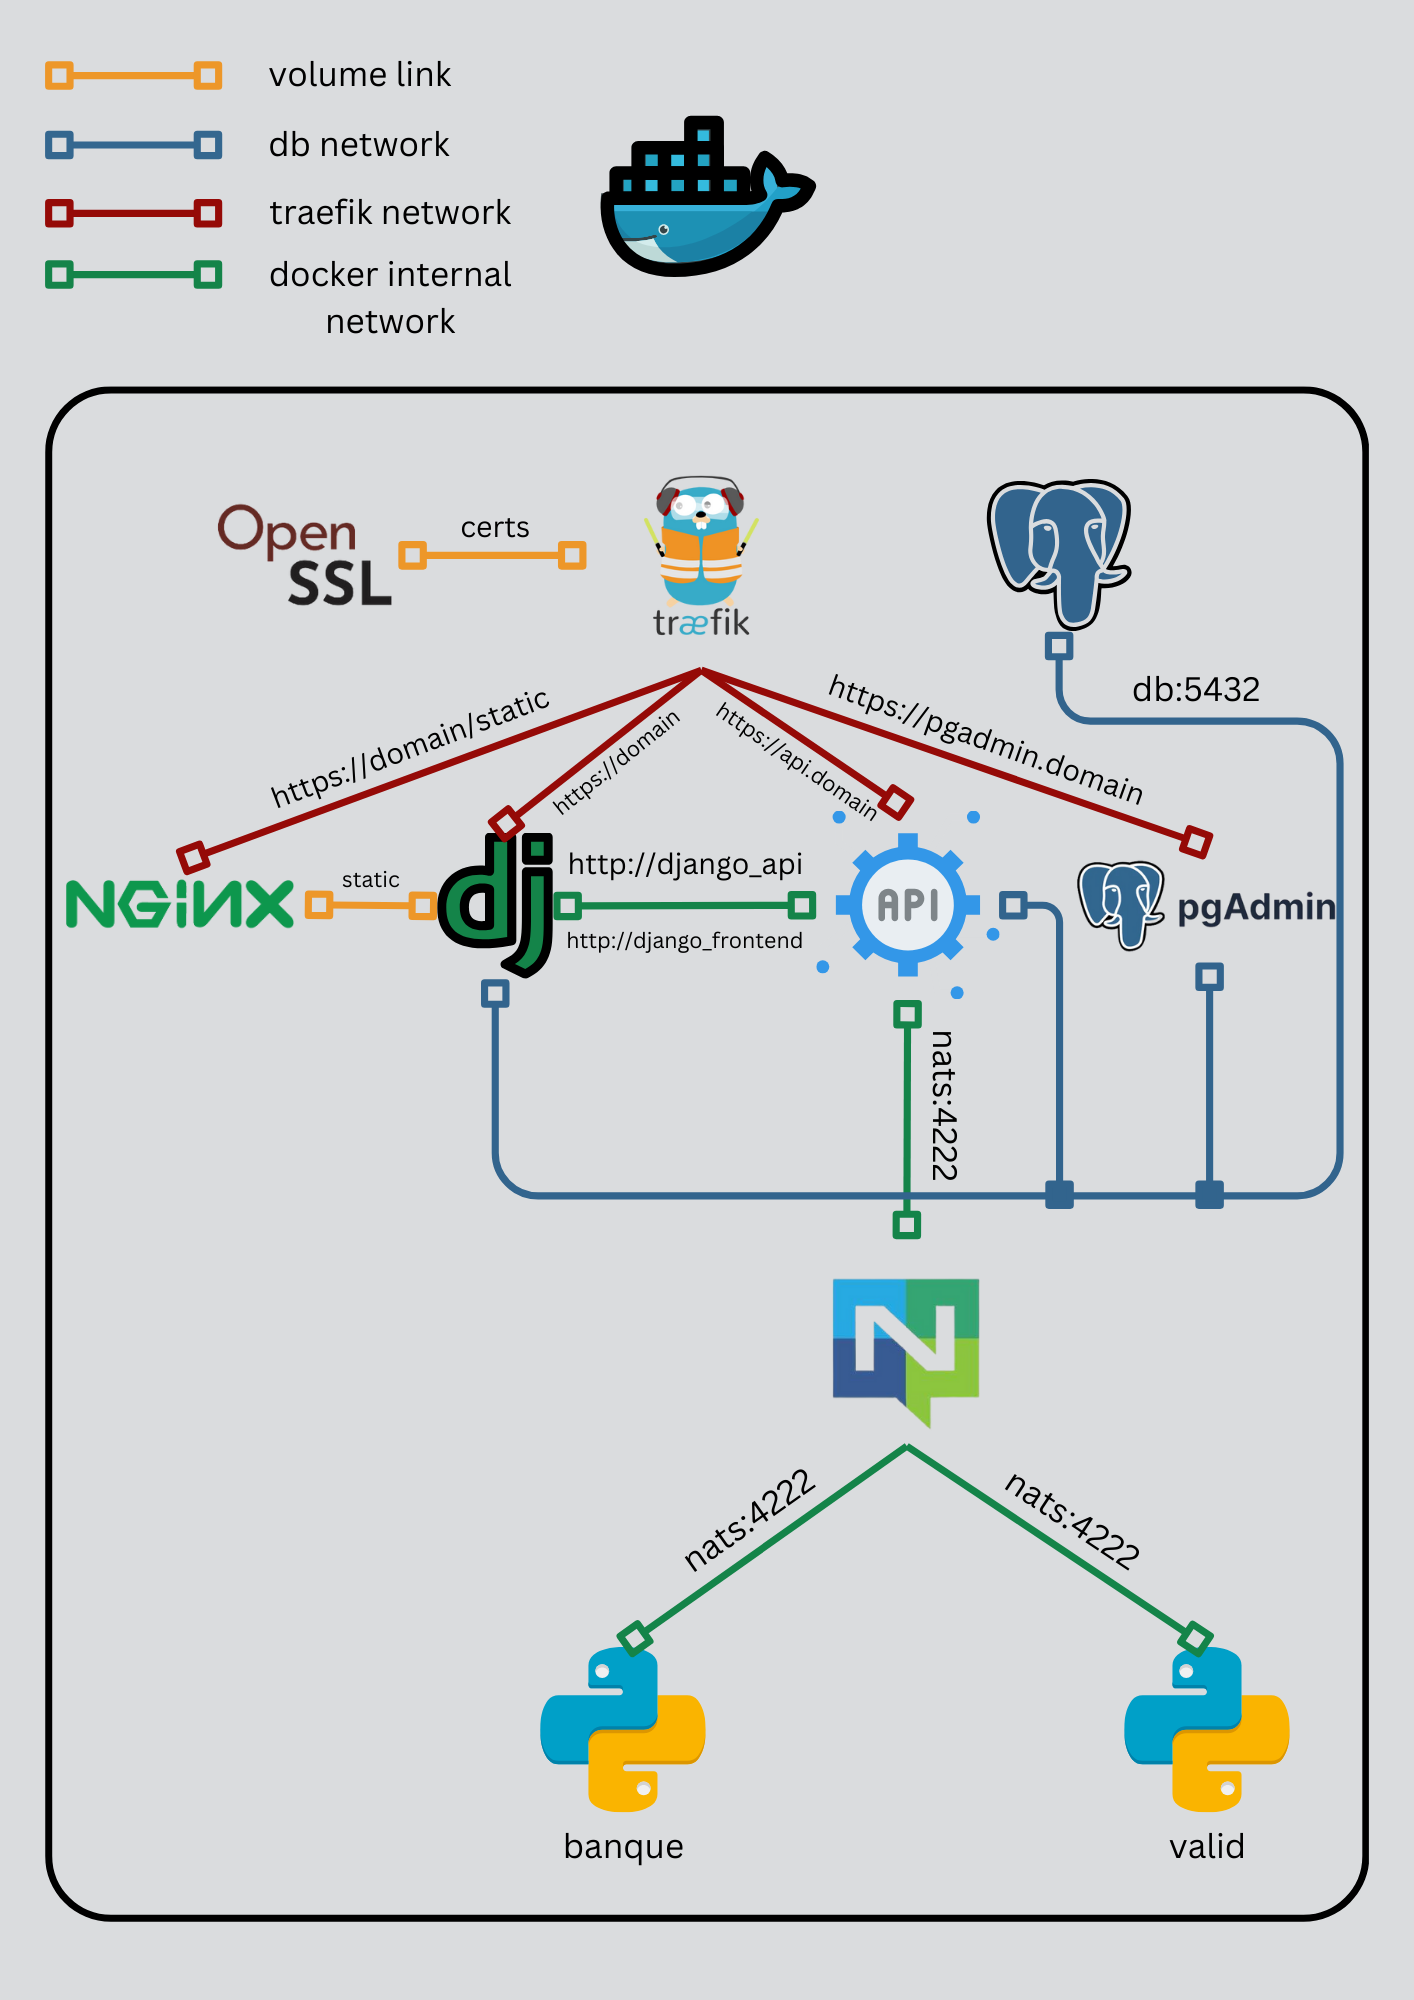 volume link
db network
traefik network
docker internal
network
Open
SSL
certs
træfik
db:5432
https://domain/static
https://domain
https://api.domain
https://pgadmin.domain
NGINX
static
dj
http://django_api
http://django_frontend
API
pgAdmin
nats:4222
N
nats:4222
nats:4222
banque
valid